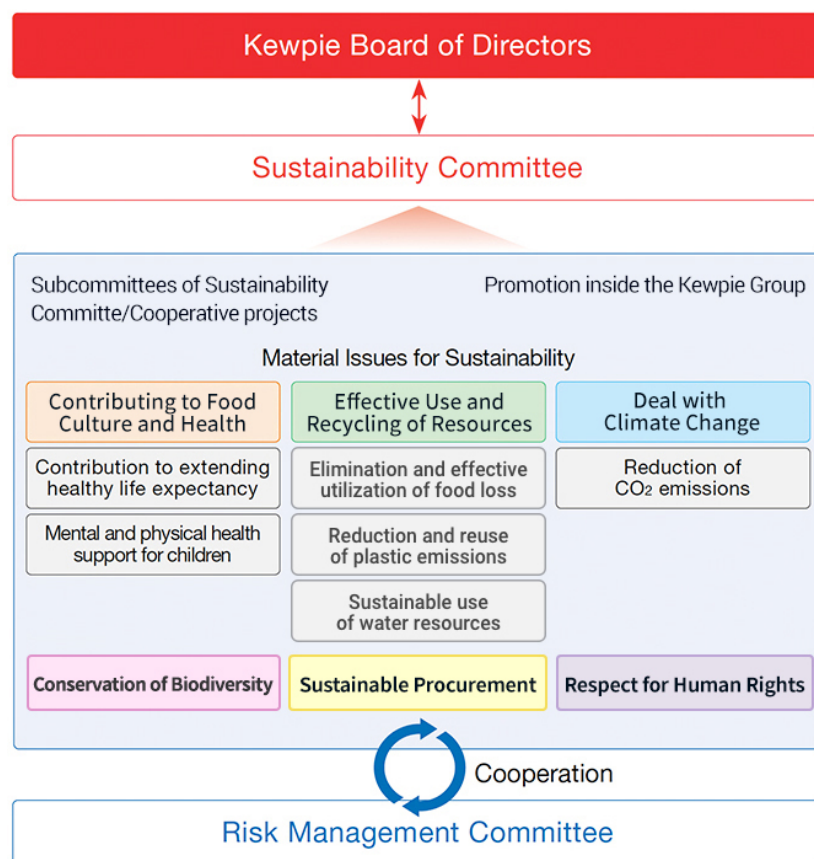 Kewpie Board of Directors
Sustainability Committee
Subcommittees of Sustainability
Committe/Cooperative projects
Promotion inside the Kewpie Group
Material Issues for Sustainability
Contributing to Food
Culture and Health
Contribution to extending
healthy life expectancy
Mental and physical health
support for children
Effective Use and
Recycling of Resources
Elimination and effective
utilization of food loss
Reduction and reuse
of plastic emissions
Sustainable use
of water resources
Deal with
Climate Change
Reduction of
CO₂ emissions
Conservation of Biodiversity
Sustainable Procurement
Respect for Human Rights
Cooperation
Risk Management Committee